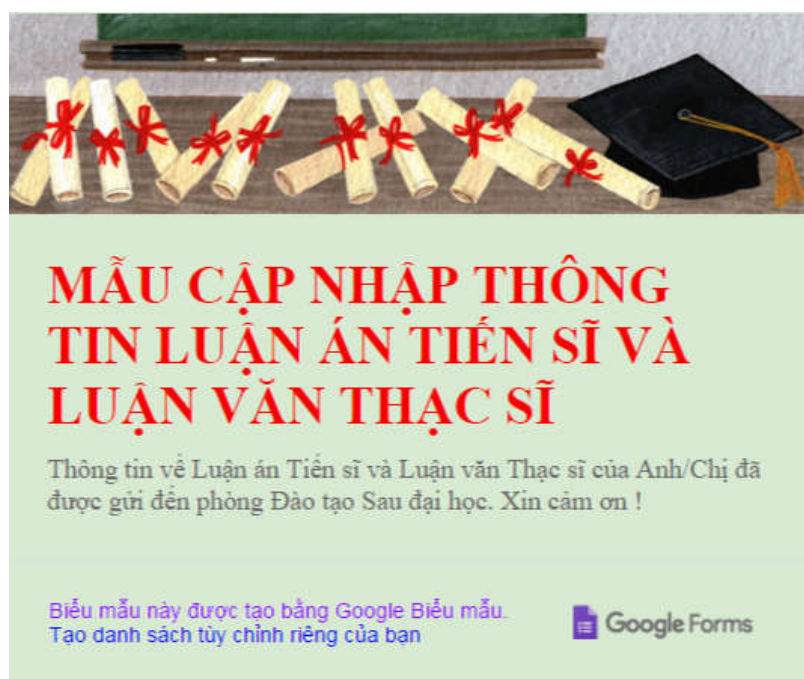 MẪU CẬP NHẬP THÔNG
TIN LUẬN ÁN TIẾN SĨ VÀ
LUẬN VĂN THẠC SĨ
Thông tin về Luận án Tiến sĩ và Luận văn Thạc sĩ của Anh/Chị đã
được gửi đến phòng Đào tạo Sau đại học. Xin cảm ơn !
Biểu mẫu này được tạo bằng Google Biểu mẫu.
Tạo danh sách tùy chỉnh riêng của bạn
Google Forms